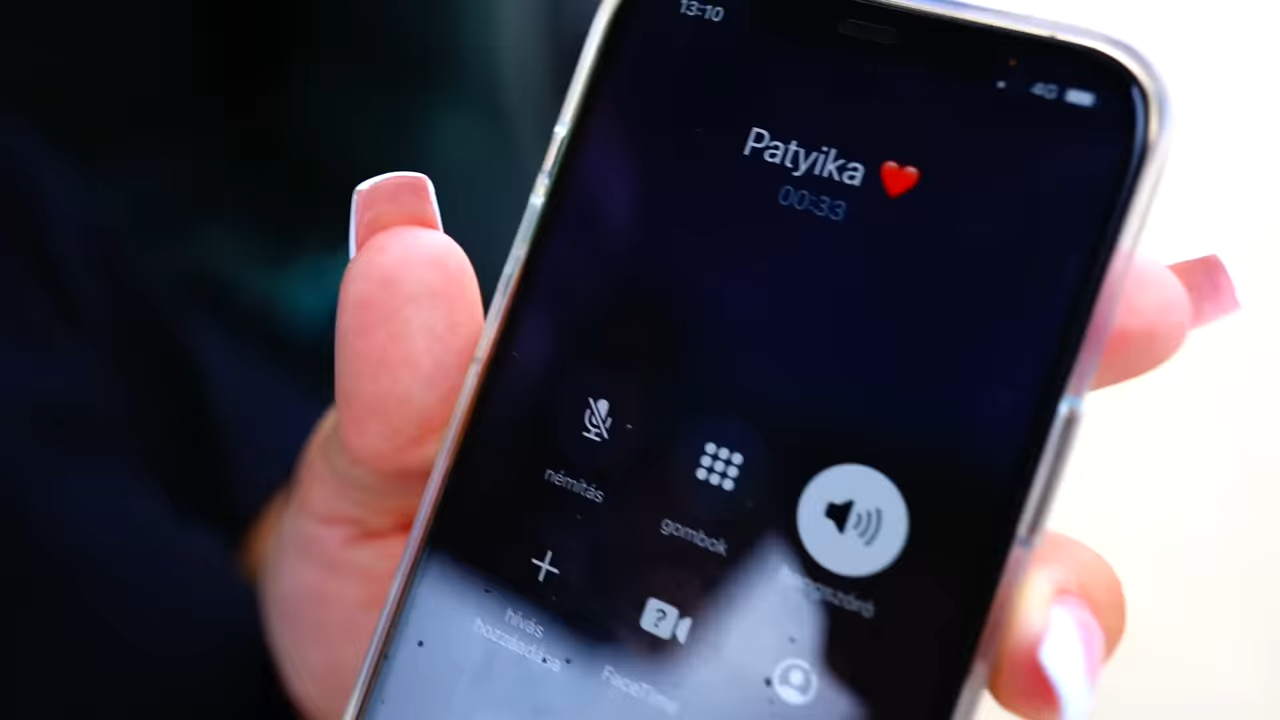 13:10
4G
Patyika ❤️
00:33
némítás
gombok
hívás
hozzáadása
?
FaceTime